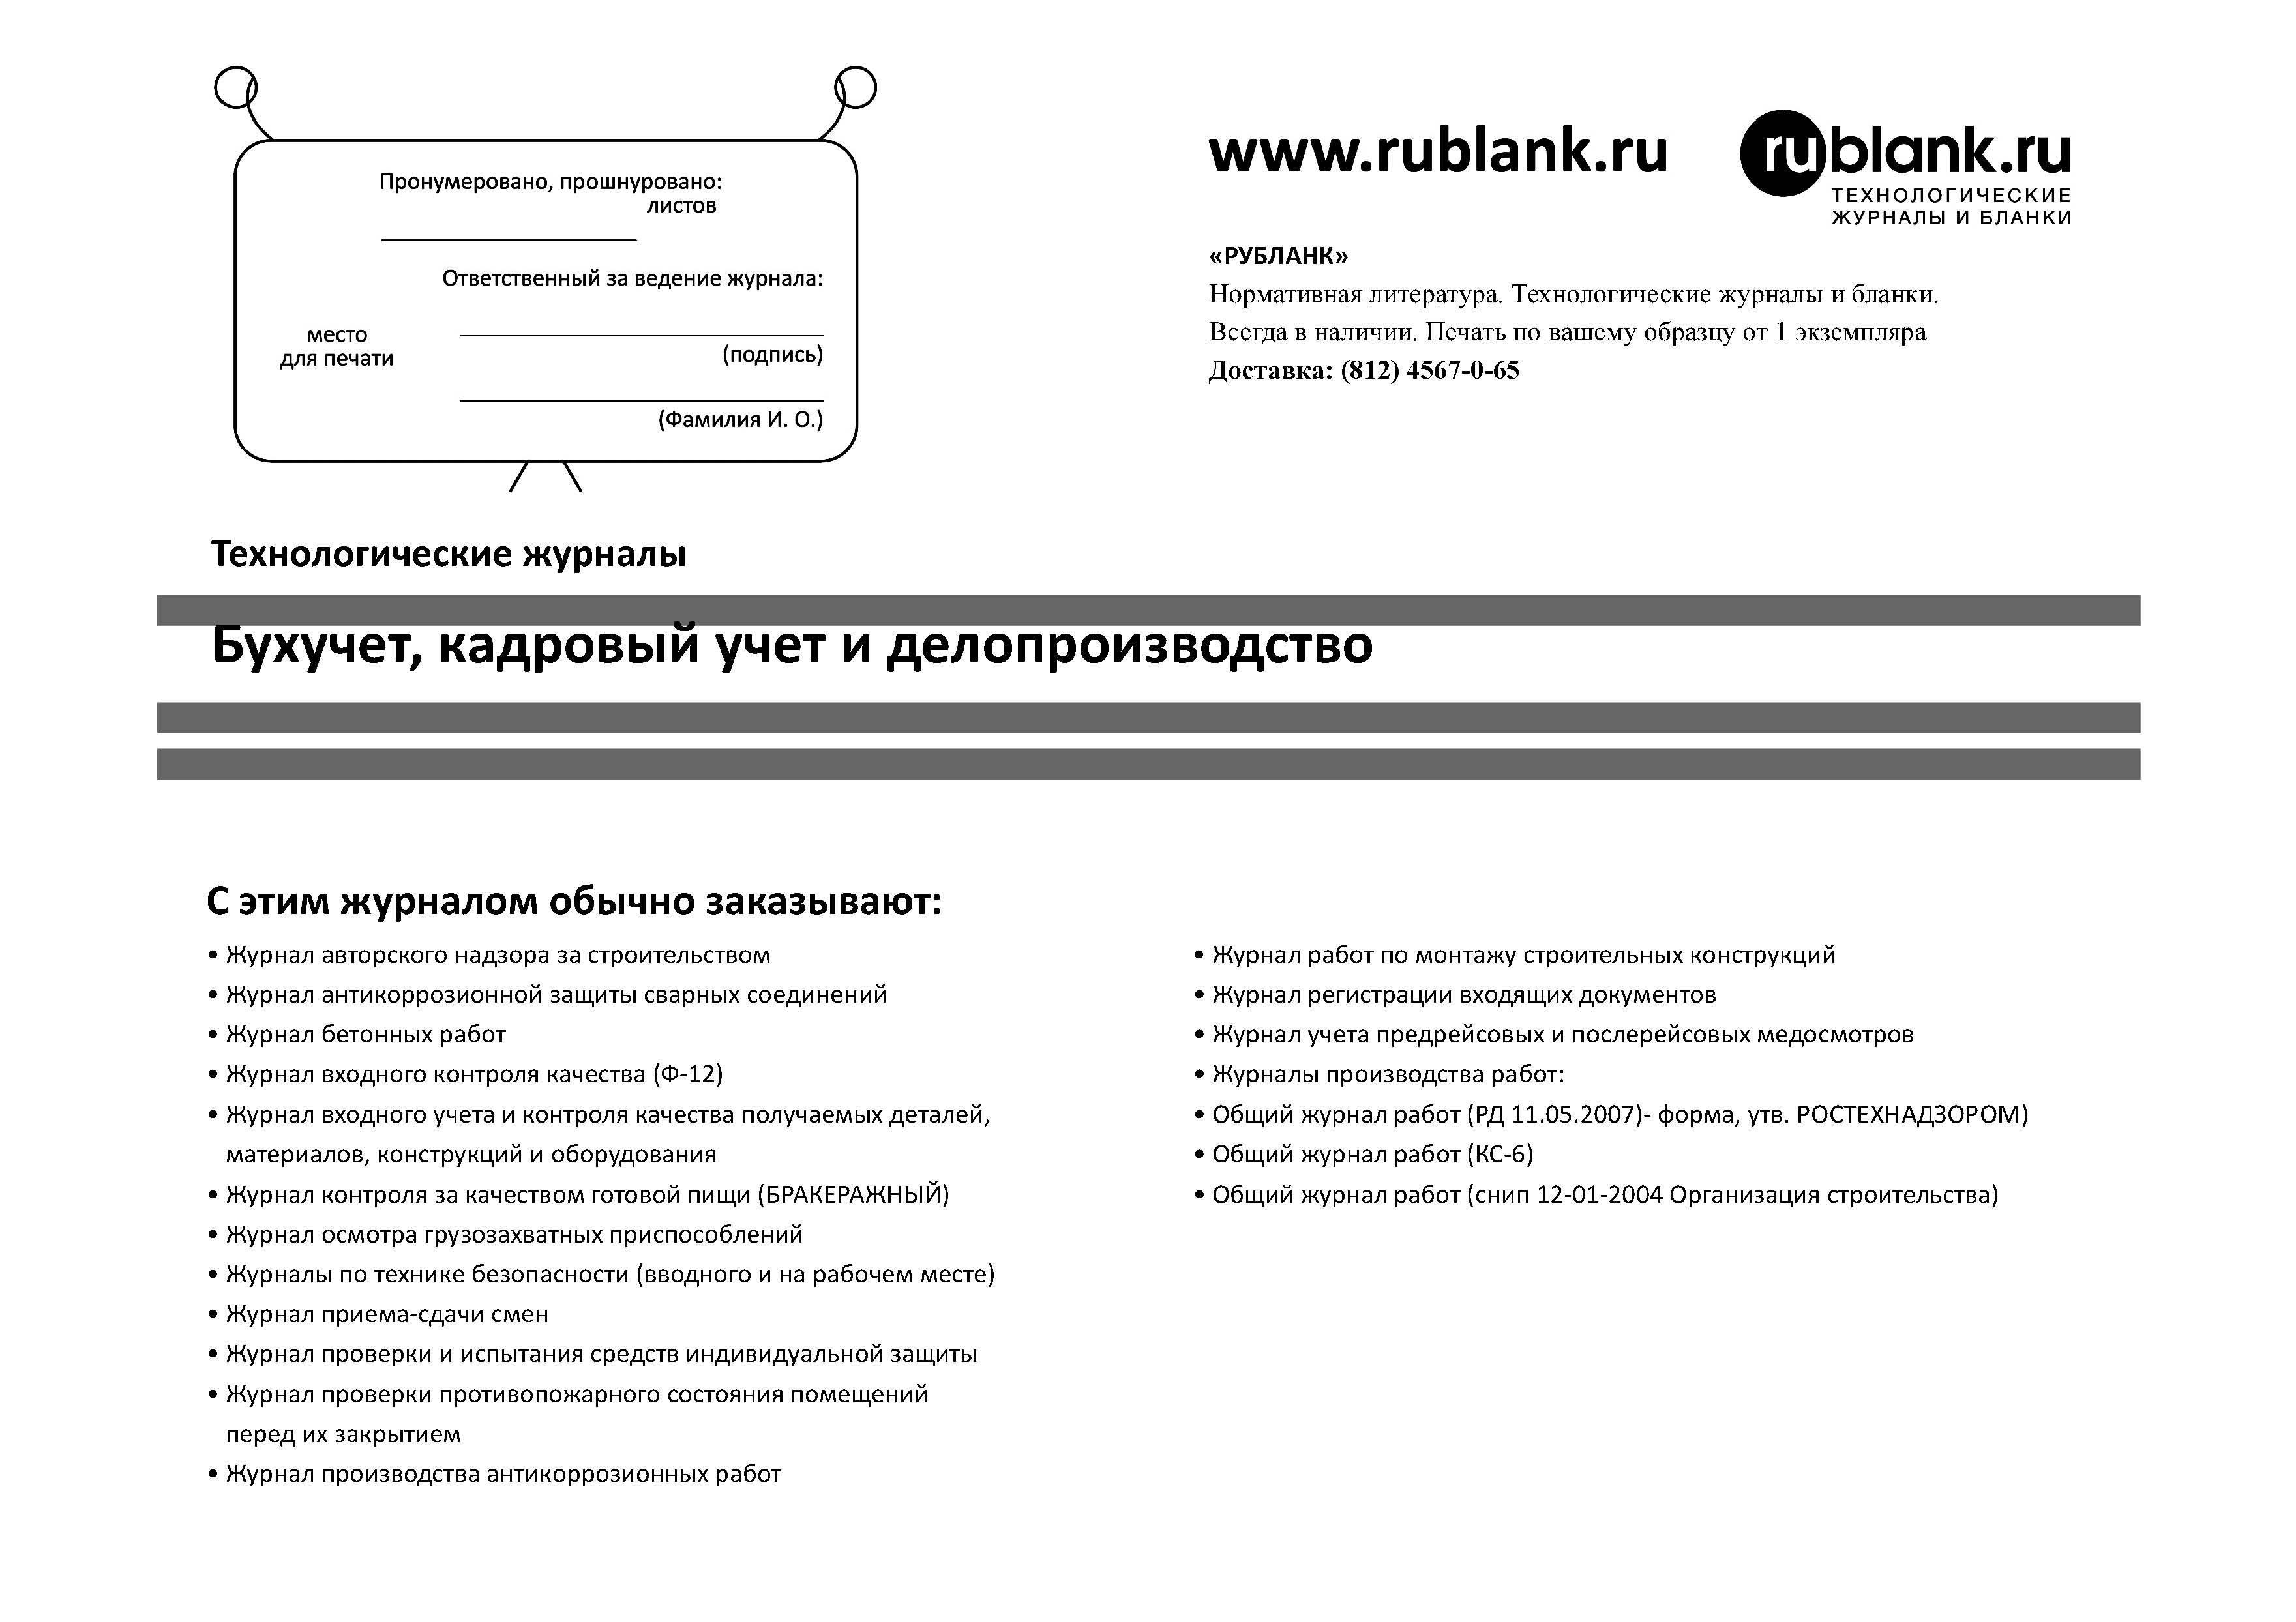 Пронумеровано, прошнуровано:
листов
Ответственный за ведение журнала:
место
для печати
(подпись)
(Фамилия И. О.)
www.rublank.ru
rublank.ru
ТЕХНОЛОГИЧЕСКИЕ
ЖУРНАЛЫ И БЛАНКИ
«РУБЛАНК»
Нормативная литература. Технологические журналы и бланки.
Всегда в наличии. Печать по вашему образцу от 1 экземпляра
Доставка: (812) 4567-0-65
Технологические журналы
Бухучет, кадровый учет и делопроизводство
С этим журналом обычно заказывают:
• Журнал авторского надзора за строительством
• Журнал антикоррозионной защиты сварных соединений
• Журнал бетонных работ
• Журнал входного контроля качества (Ф-12)
• Журнал входного учета и контроля качества получаемых деталей,
материалов, конструкций и оборудования
• Журнал контроля за качеством готовой пищи (БРАКЕРАЖНЫЙ)
• Журнал осмотра грузозахватных приспособлений
• Журналы по технике безопасности (вводного и на рабочем месте)
• Журнал приема-сдачи смен
• Журнал проверки и испытания средств индивидуальной защиты
• Журнал проверки противопожарного состояния помещений
перед их закрытием
• Журнал производства антикоррозионных работ
• Журнал работ по монтажу строительных конструкций
• Журнал регистрации входящих документов
• Журнал учета предрейсовых и послерейсовых медосмотров
• Журналы производства работ:
• Общий журнал работ (РД 11.05.2007)- форма, утв. РОСТЕХНАДЗОРОМ)
• Общий журнал работ (КС-6)
• Общий журнал работ (снип 12-01-2004 Организация строительства)